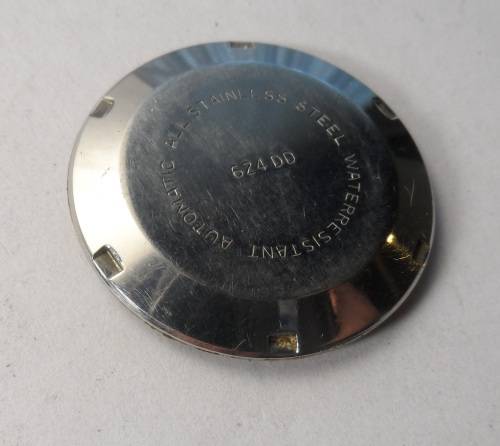 AUTOMATIC ALL STAINLESS STEEL WATERRESISTANT
624 DD